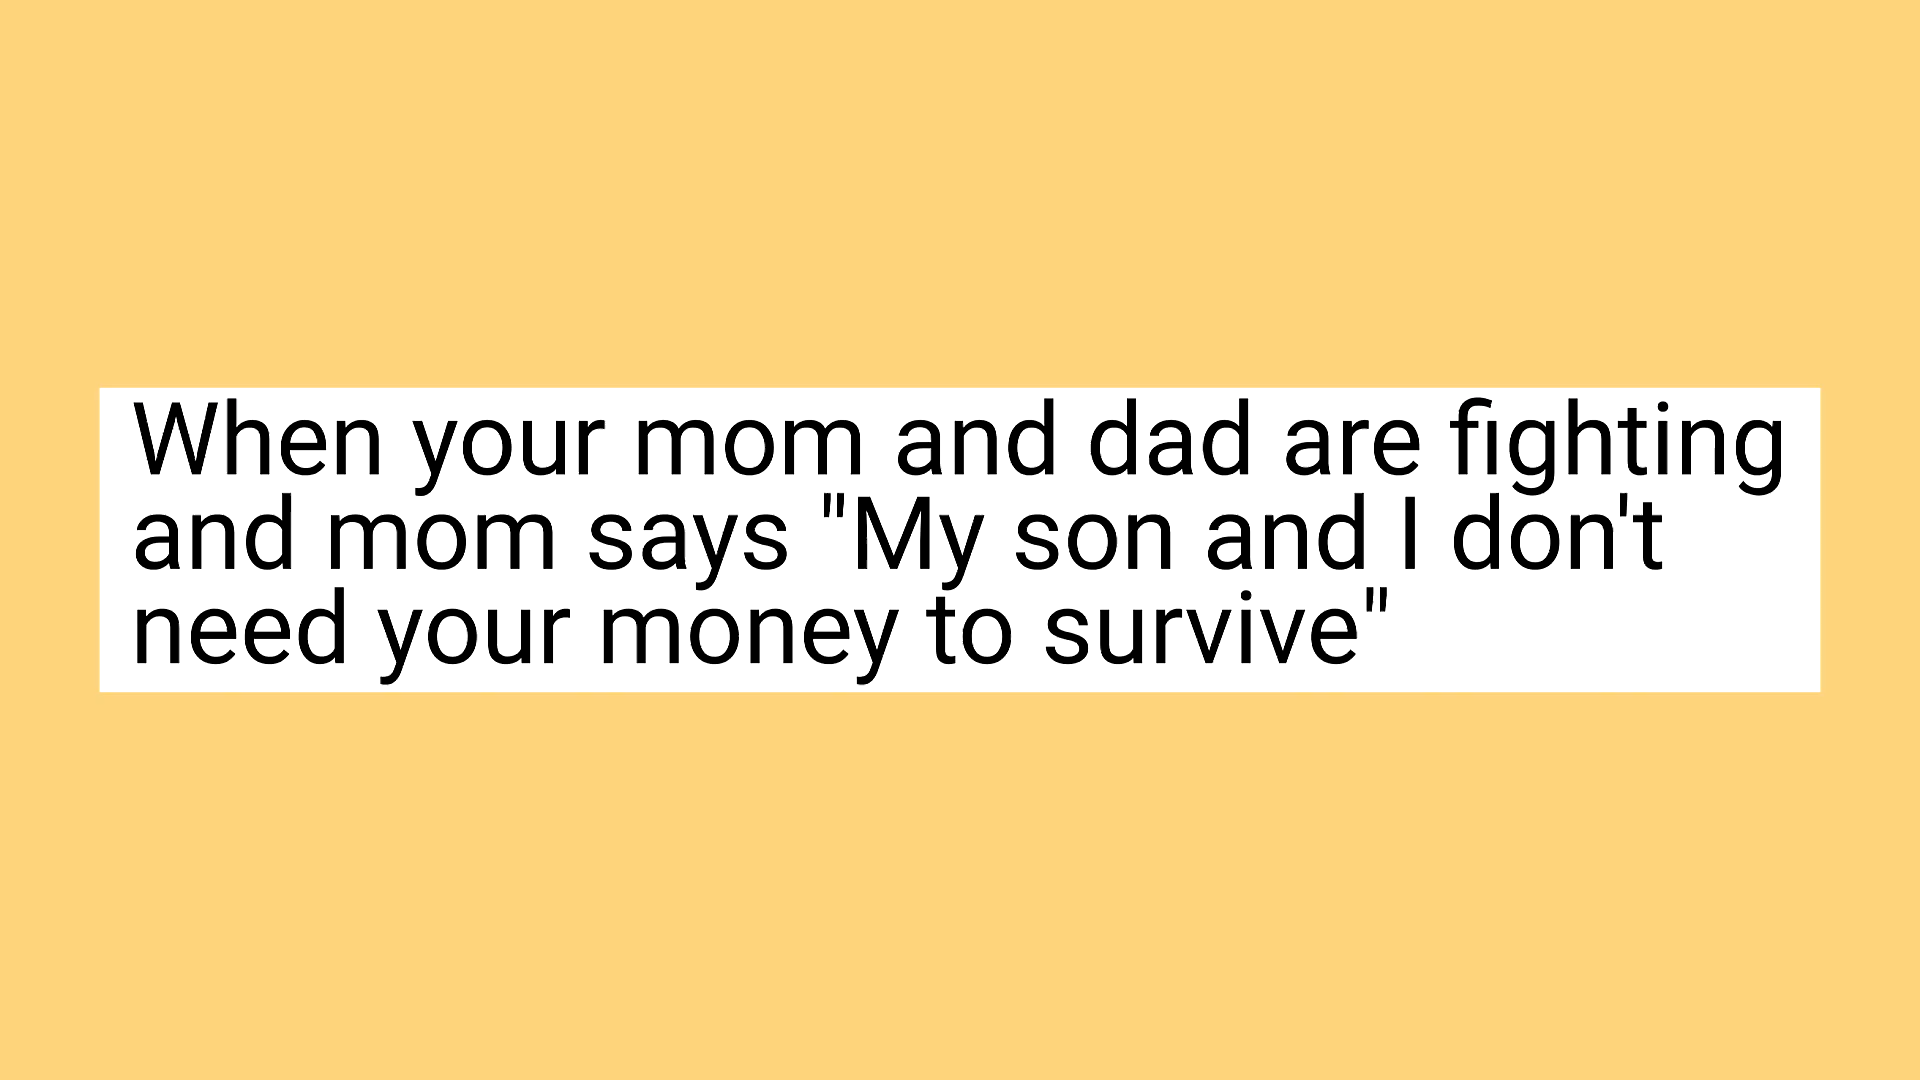 When your mom and dad are fighting
and mom says "My son and I don't
need your money to survive"